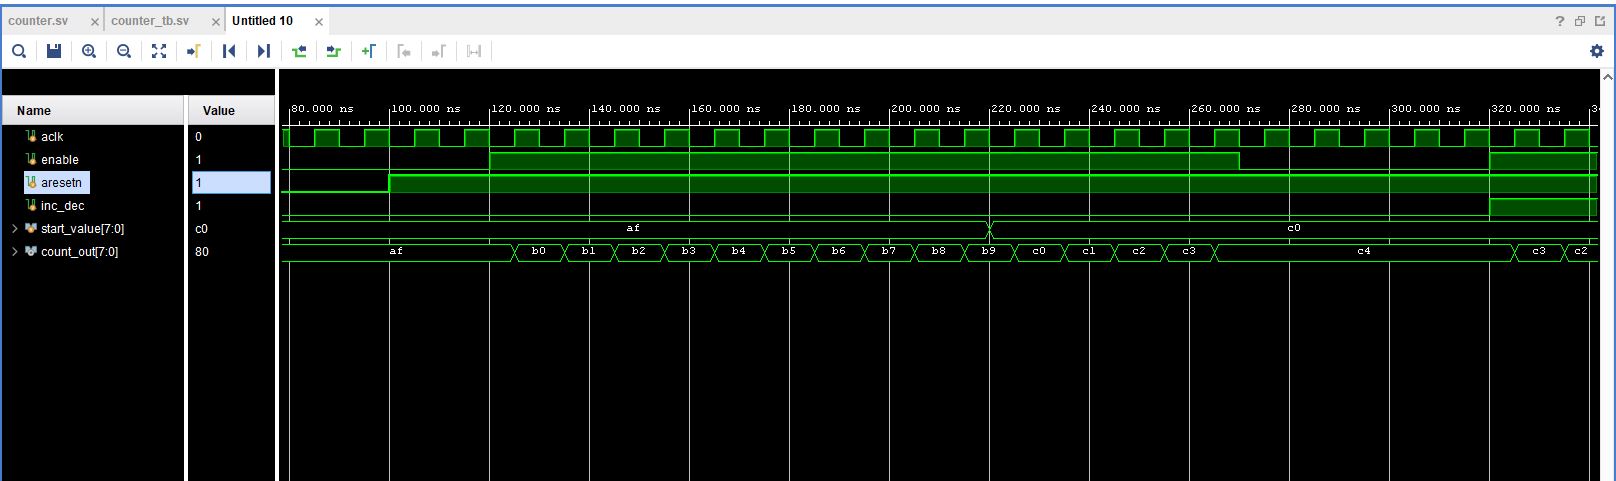 counter.sv × counter_tb.sv × Untitled 10 ×
?
Name Value
80.000 ns 100.000 ns 120.000 ns 140.000 ns 160.000 ns 180.000 ns 200.000 ns 220.000 ns 240.000 ns 260.000 ns 280.000 ns 300.000 ns 320.000 ns
aclk 0
enable 1
aresetn 1
inc_dec 1
start_value[7:0] c0 af c0
count_out[7:0] 80 af b0 b1 b2 b3 b4 b5 b6 b7 b8 b9 c0 c1 c2 c3 c4 c3 c2